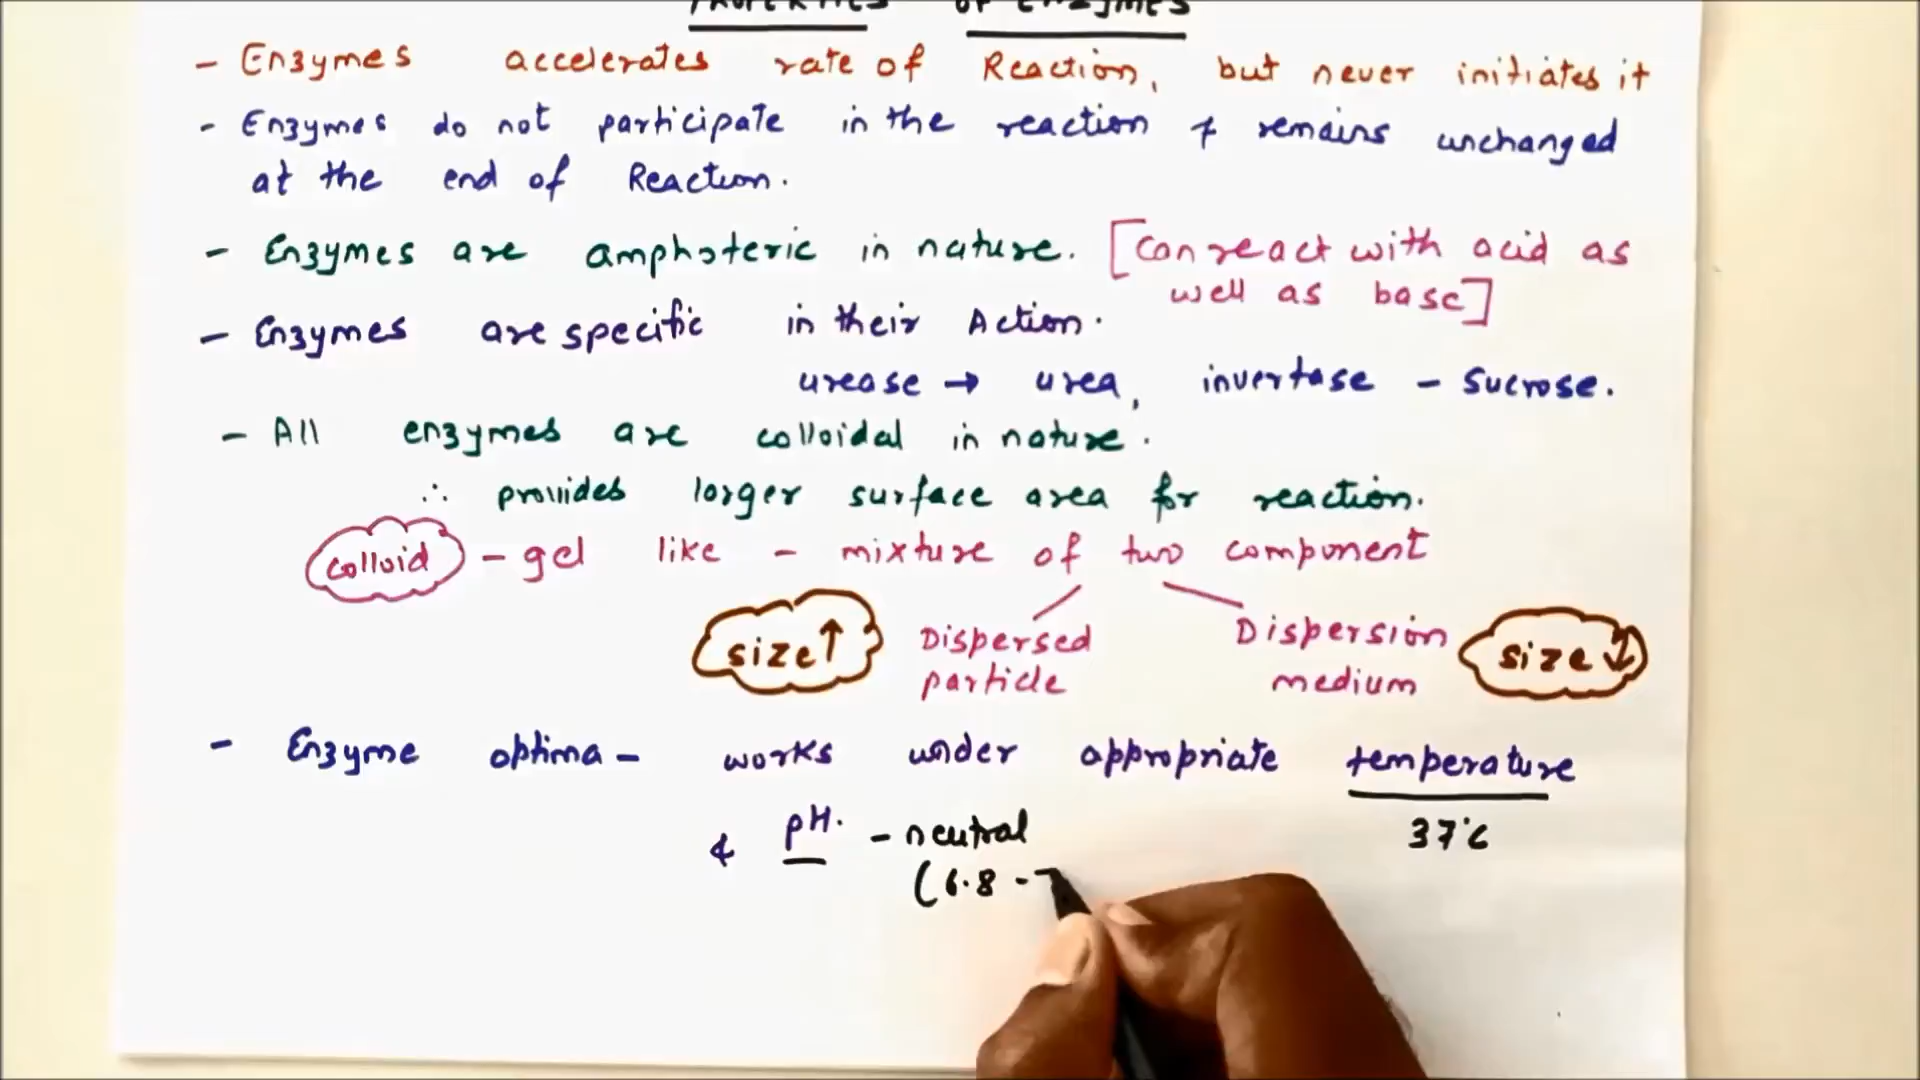 PROPERTIES OF ENZYMES
- Enzymes accelerates rate of Reaction, but never initiates it
- Enzymes do not participate in the reaction & remains unchanged
at the end of Reaction.
- Enzymes are amphoteric in nature. [Can react with acid as
well as base]
- Enzymes are specific in their Action.
urease → urea, invertase - sucrose.
- All enzymes are colloidal in nature.
∴ provides larger surface area for reaction.
colloid - gel like - mixture of two component
size↑ Dispersed particle Dispersion medium size↓
- Enzyme optima - works under appropriate temperature
& pH. - neutral 37°C
(6.8 - 7